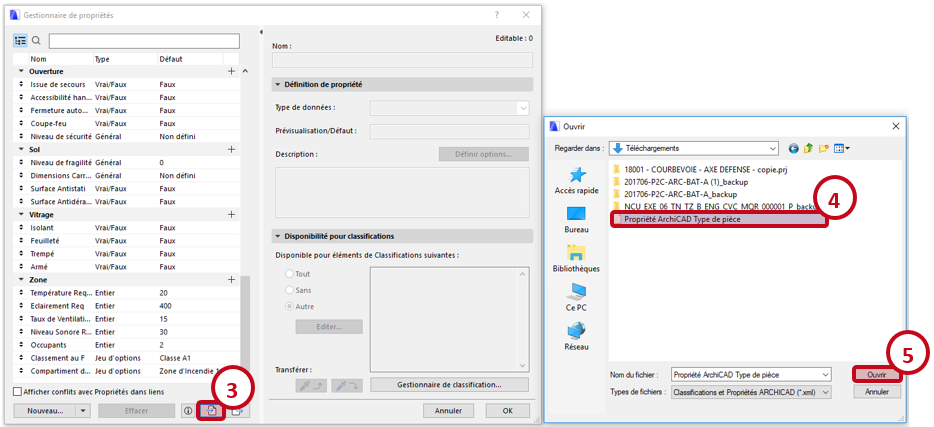 Gestionnaire de propriétés
?
Nom Type Défaut
Ouverture
Issue de secours Vrai/Faux Faux
Accessibilité han... Vrai/Faux Faux
Fermeture auto... Vrai/Faux Faux
Coupe-feu Vrai/Faux Faux
Niveau de sécurité Général Non défini
Sol
Niveau de fragilité Général 0
Dimensions Carr... Général Non défini
Surface Antistati Vrai/Faux Faux
Surface Antidéra... Vrai/Faux Faux
Vitrage
Isolant Vrai/Faux Faux
Feuilleté Vrai/Faux Faux
Trempé Vrai/Faux Faux
Armé Vrai/Faux Faux
Zone
Température Req... Entier 20
Eclairement Req Entier 400
Taux de Ventilati... Entier 15
Niveau Sonore R... Entier 30
Occupants Entier 2
Classement au F Jeu d'options Classe A1
Compartiment d... Jeu d'options Zone d'Incendie 1
Afficher conflits avec Propriétés dans liens
Nouveau...
Effacer
3
Editable : 0
Nom :
Définition de propriété
Type de données :
Prévisualisation/Défaut :
Description :
Définir options...
Disponibilité pour classifications
Disponible pour éléments de Classifications suivantes :
Tout
Sans
Autre
Editer...
Transférer :
Gestionnaire de classification...
Annuler
OK
Ouvrir
Regarder dans :
Téléchargements
Accès rapide
Bureau
Bibliothèques
Ce PC
Réseau
18001 - COURBEVOIE - AXE DEFENSE - copie.prj
201706-P2C-ARC-BAT-A (1)_backup
201706-P2C-ARC-BAT-A_backup
NCU_EXE_06_TN_TZ_B_ENG_CVC_MQR_000001_P_backup
Propriété ArchiCAD Type de pièce
4
Nom du fichier :
Propriété ArchiCAD Type de pièce
Ouvrir
5
Types de fichiers :
Classifications et Propriétés ARCHICAD (*.xml)
Annuler